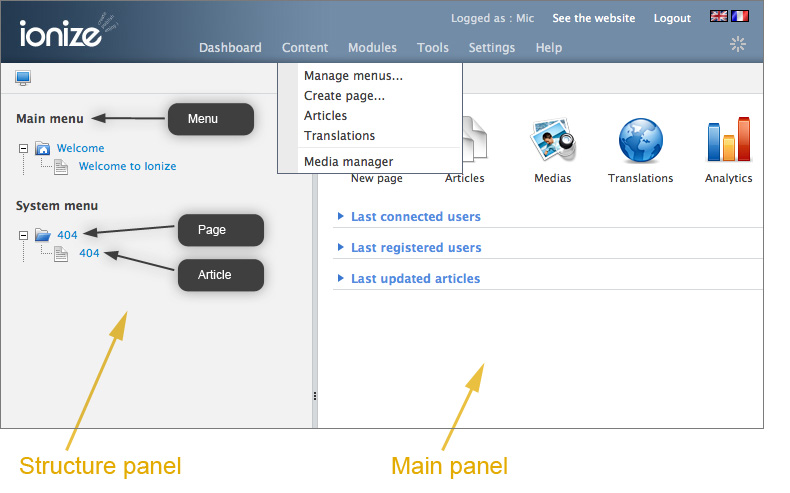 Logged as : Mic See the website Logout
ionize
Dashboard Content Modules Tools Settings Help
Manage menus...
Create page...
Articles
Translations
Media manager
Main menu
Menu
Welcome
Welcome to Ionize
System menu
404
Page
404
Article
New page Articles Medias Translations Analytics
Last connected users
Last registered users
Last updated articles
Structure panel
Main panel